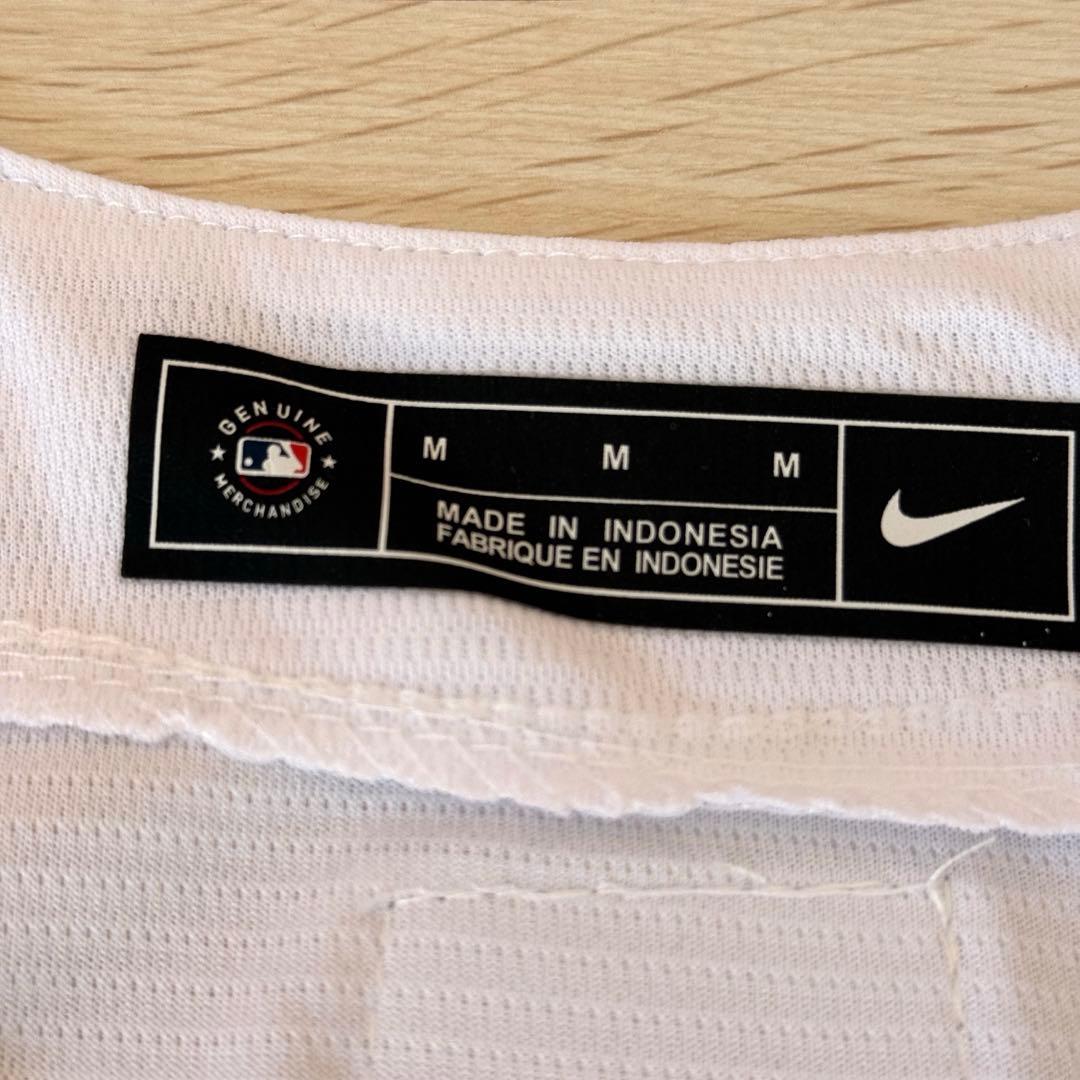 GENUINE
MERCHANDISE
M M M
MADE IN INDONESIA
FABRIQUE EN INDONESIE